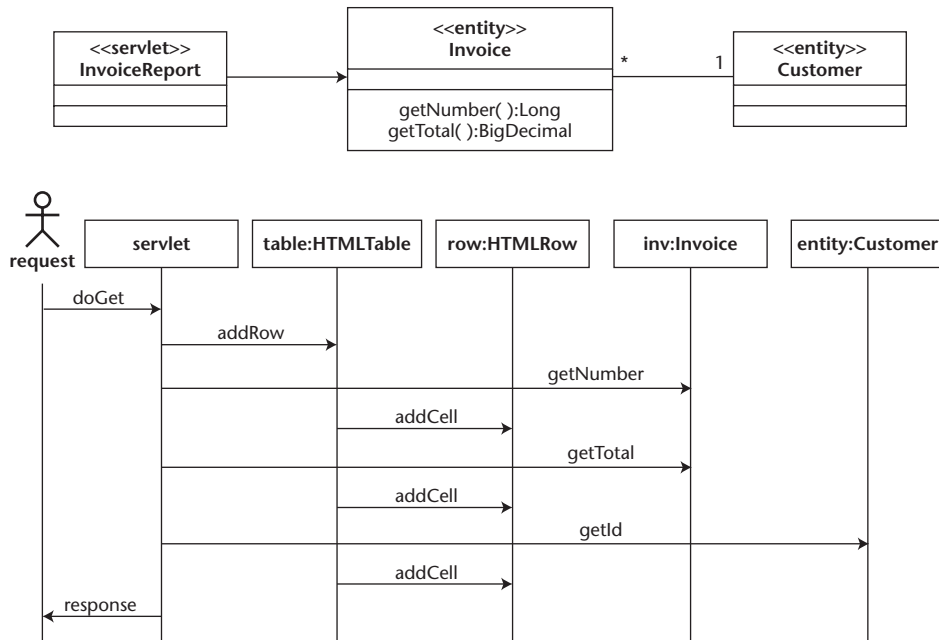 <<servlet>>
InvoiceReport
<<entity>>
Invoice
getNumber( ):Long
getTotal( ):BigDecimal
*
1
<<entity>>
Customer
request
servlet
table:HTMLTable
row:HTMLRow
inv:Invoice
entity:Customer
doGet
addRow
getNumber
addCell
getTotal
addCell
getId
addCell
response